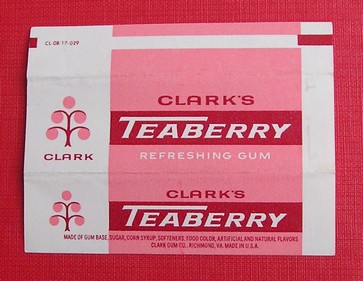 CL-08-17-029
CLARK'S
TEABERRY
REFRESHING GUM
CLARK
CLARK'S
TEABERRY
MADE OF GUM BASE, SUGAR, CORN SYRUP, SOFTENERS, FOOD COLOR, ARTIFICIAL AND NATURAL FLAVORS
CLARK GUM CO., RICHMOND, VA. MADE IN U.S.A.